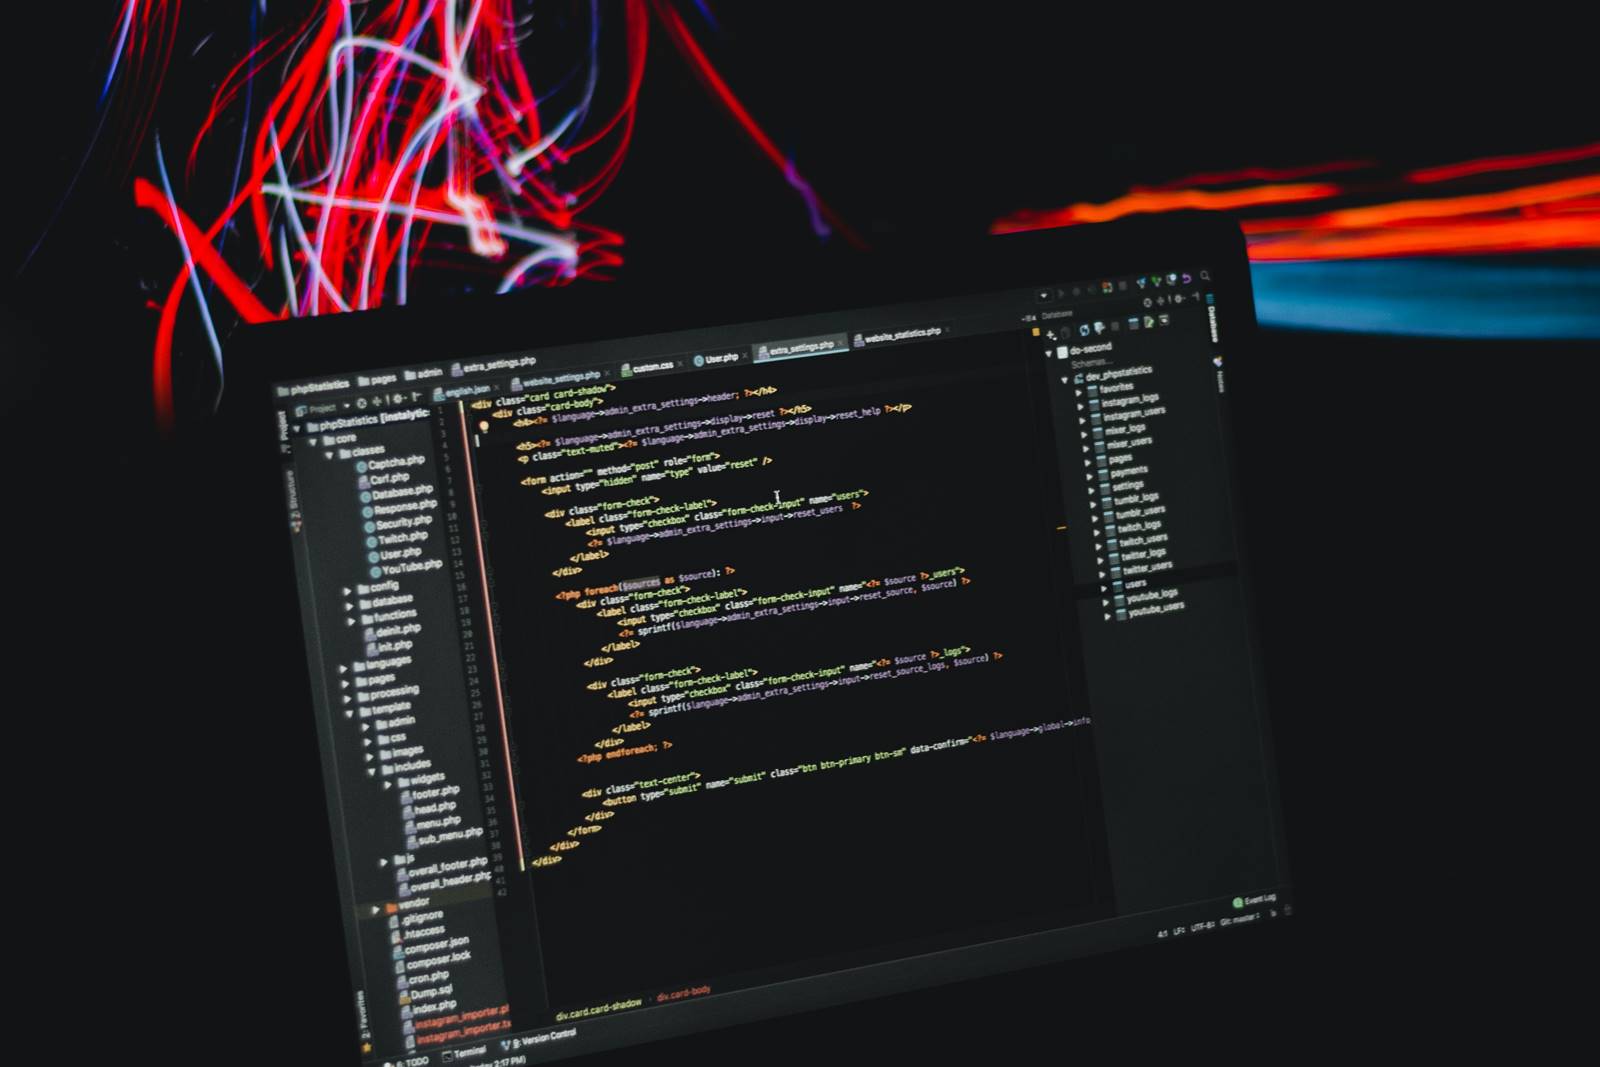 phpStatistics pages admin extra_settings.php
english.json website_settings.php custom.css User.php extra_settings.php website_statistics.php
Project
phpStatistics [instalytic
core
classes
Captcha.php
Csrf.php
Database.php
Response.php
Security.php
Twitch.php
User.php
YouTube.php
config
database
functions
deinit.php
init.php
languages
pages
processing
template
admin
css
images
includes
widgets
footer.php
head.php
menu.php
sub_menu.php
js
overall_footer.php
overall_header.php
vendor
.gitignore
.htaccess
composer.json
composer.lock
cron.php
Dump.sql
index.php
instagram_importer.p
instagram_importer.tx
<div class="card card-shadow">
<div class="card-body">
<h4><?= $language->admin_extra_settings->header; ?></h4>
<h5><?= $language->admin_extra_settings->display->reset ?></h5>
<p class="text-muted"><?= $language->admin_extra_settings->display->reset_help ?></p>
<form action="" method="post" role="form">
<input type="hidden" name="type" value="reset" />
<div class="form-check">
<label class="form-check-label">
<input type="checkbox" class="form-check-input" name="users">
<?= $language->admin_extra_settings->input->reset_users ?>
</label>
</div>
<?php foreach($sources as $source): ?>
<div class="form-check">
<label class="form-check-label">
<input type="checkbox" class="form-check-input" name="<?= $source ?>_users">
<?= sprintf($language->admin_extra_settings->input->reset_source, $source) ?>
</label>
</div>
<div class="form-check">
<label class="form-check-label">
<input type="checkbox" class="form-check-input" name="<?= $source ?>_logs">
<?= sprintf($language->admin_extra_settings->input->reset_source_logs, $source) ?>
</label>
</div>
<?php endforeach; ?>
<div class="text-center">
<button type="submit" name="submit" class="btn btn-primary btn-sm" data-confirm="<?= $language->global->info
</div>
</form>
</div>
</div>
div.card.card-shadow div.card-body
Database
do-second
Schemas...
dev_phpstatistics
favorites
instagram_logs
instagram_users
mixer_logs
mixer_users
pages
payments
settings
tumblr_logs
tumblr_users
twitch_logs
twitch_users
twitter_logs
twitter_users
users
youtube_logs
youtube_users
Database
Event Log
4:1 LF: UTF-8: Git: master
6: TODO Terminal 9: Version Control
2:17 PM)
1: Project
2: Favorites